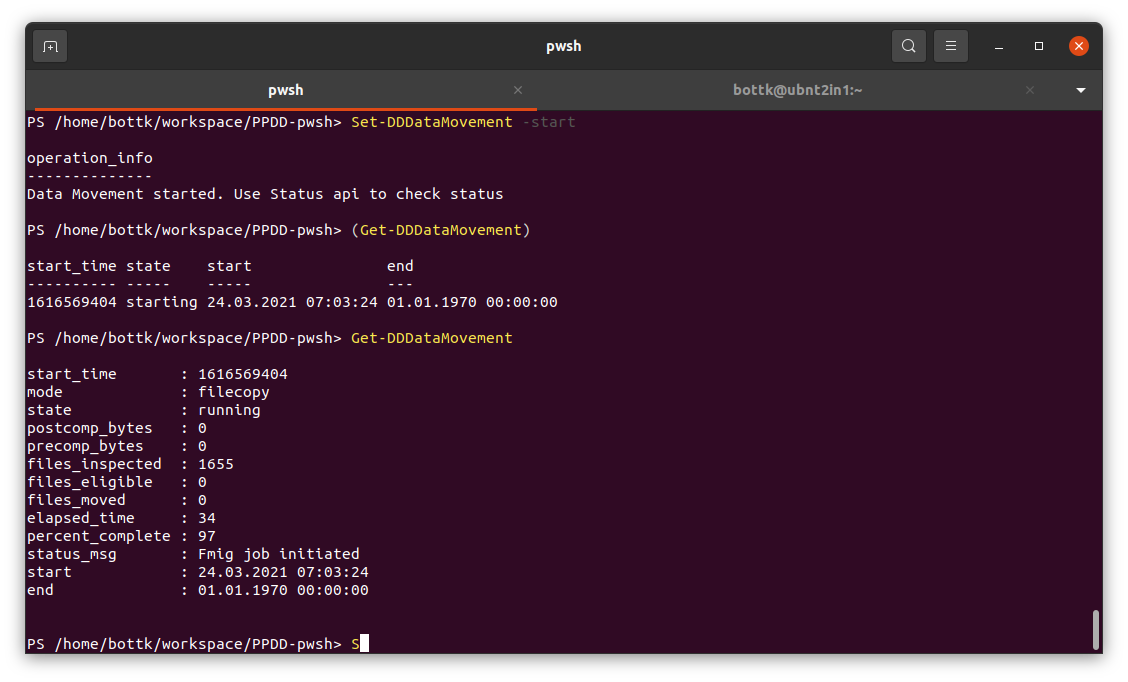 pwsh
pwsh
bottk@ubnt2in1:~
PS /home/bottk/workspace/PPDD-pwsh> Set-DDDataMovement -start
operation_info
--------------
Data Movement started. Use Status api to check status
PS /home/bottk/workspace/PPDD-pwsh> (Get-DDDataMovement)
start_time state    start               end
---------- -----    -----               ---
1616569404 starting 24.03.2021 07:03:24 01.01.1970 00:00:00
PS /home/bottk/workspace/PPDD-pwsh> Get-DDDataMovement
start_time       : 1616569404
mode             : filecopy
state            : running
postcomp_bytes   : 0
precomp_bytes    : 0
files_inspected  : 1655
files_eligible   : 0
files_moved      : 0
elapsed_time     : 34
percent_complete : 97
status_msg       : Fmig job initiated
start            : 24.03.2021 07:03:24
end              : 01.01.1970 00:00:00
PS /home/bottk/workspace/PPDD-pwsh> S